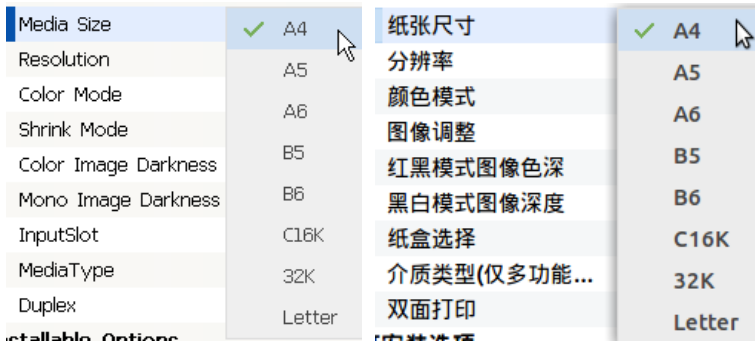 Media Size
Resolution
Color Mode
Shrink Mode
Color Image Darkness
Mono Image Darkness
InputSlot
MediaType
Duplex
Options
A4
A5
A6
B5
B6
C16K
32K
Letter
纸张尺寸
分辨率
颜色模式
图像调整
红黑模式图像色深
黑白模式图像深度
纸盒选择
介质类型(仅多功能...
双面打印
A4
A5
A6
B5
B6
C16K
32K
Letter